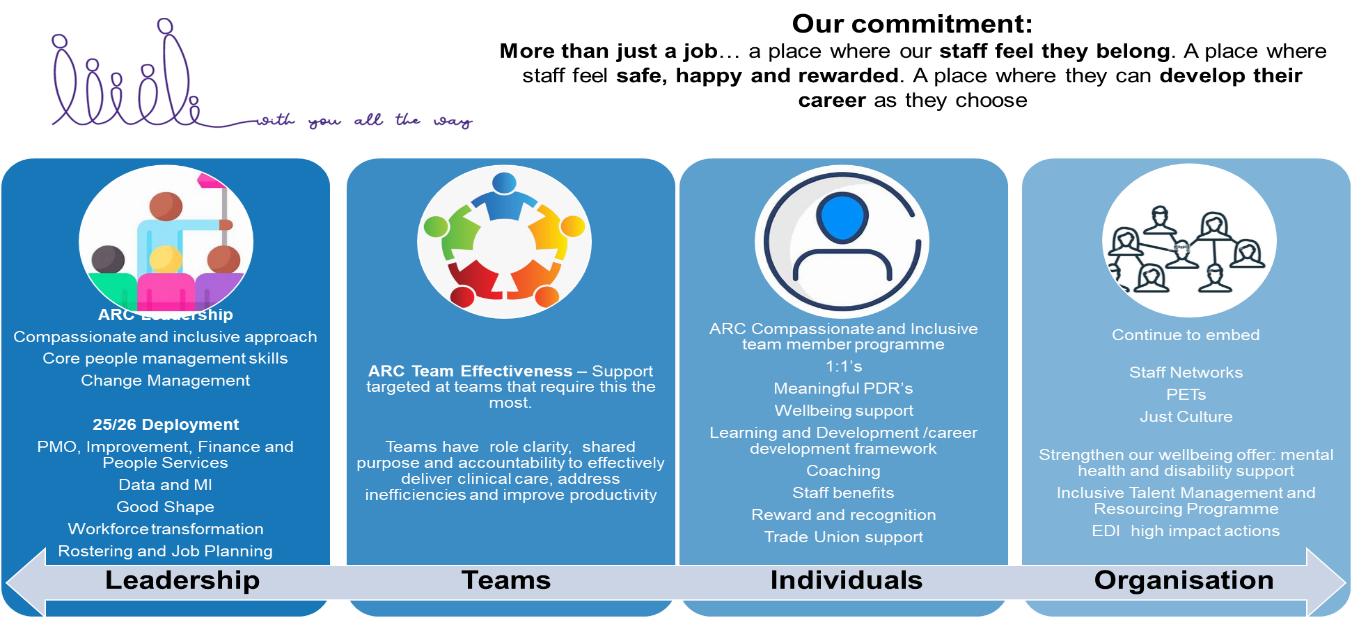 Our commitment:
More than just a job… a place where our staff feel they belong. A place where
staff feel safe, happy and rewarded. A place where they can develop their
career as they choose
with you all the way
ARC Leadership
Compassionate and inclusive approach
Core people management skills
Change Management
25/26 Deployment
PMO, Improvement, Finance and
People Services
Data and MI
Good Shape
Workforce transformation
Rostering and Job Planning
Leadership
ARC Team Effectiveness – Support
targeted at teams that require this the
most.
Teams have role clarity, shared
purpose and accountability to effectively
deliver clinical care, address
inefficiencies and improve productivity
Teams
ARC Compassionate and Inclusive
team member programme
1:1's
Meaningful PDR's
Wellbeing support
Learning and Development /career
development framework
Coaching
Staff benefits
Reward and recognition
Trade Union support
Individuals
Continue to embed
Staff Networks
PETs
Just Culture
Strengthen our wellbeing offer: mental
health and disability support
Inclusive Talent Management and
Resourcing Programme
EDI high impact actions
Organisation